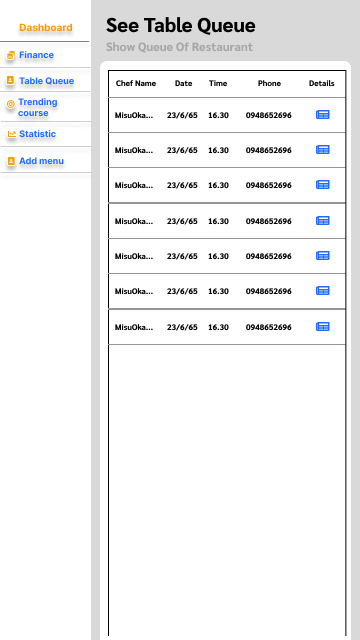 Dashboard
Finance
Table Queue
Trending
course
Statistic
Add menu
See Table Queue
Show Queue Of Restaurant
Chef Name Date Time Phone Details
MisuOka... 23/6/65 16.30 0948652696
MisuOka... 23/6/65 16.30 0948652696
MisuOka... 23/6/65 16.30 0948652696
MisuOka... 23/6/65 16.30 0948652696
MisuOka... 23/6/65 16.30 0948652696
MisuOka... 23/6/65 16.30 0948652696
MisuOka... 23/6/65 16.30 0948652696